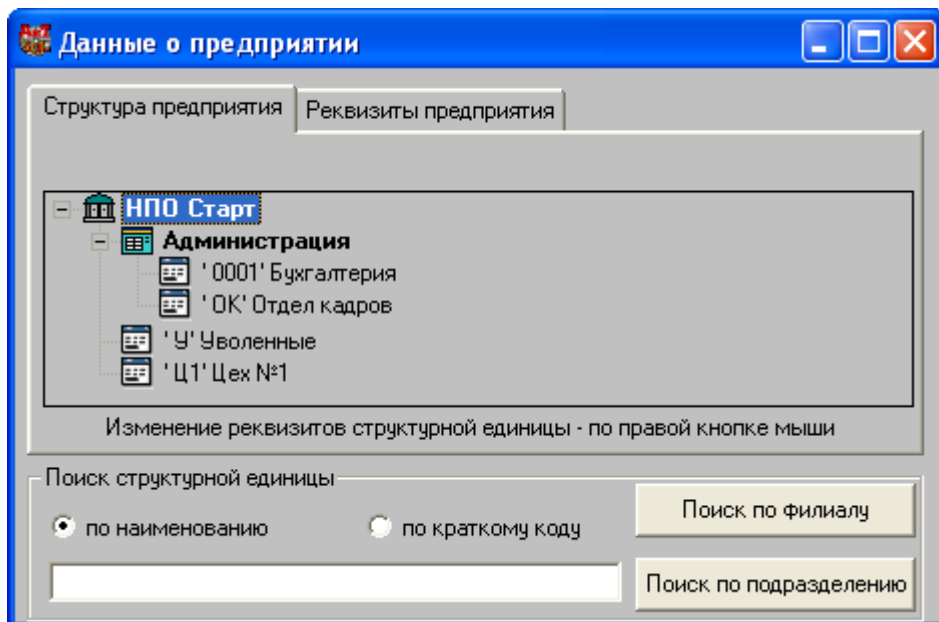 Данные о предприятии
Структура предприятия Реквизиты предприятия
НПО Старт
Администрация
'0001' Бухгалтерия
'ОК' Отдел кадров
'У' Уволенные
'Ц1' Цех №1
Изменение реквизитов структурной единицы - по правой кнопке мыши
Поиск структурной единицы
по наименованию по краткому коду Поиск по филиалу
Поиск по подразделению